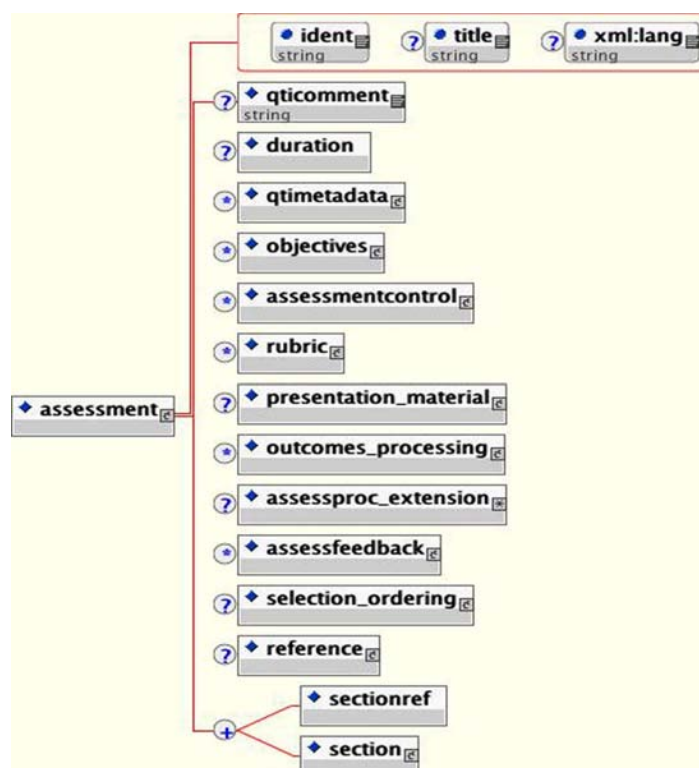 ident title xml:lang
string string string
? ?
? qticomment
string
? duration
* qtimetadata
* objectives
* assessmentcontrol
* rubric
? presentation_material
assessment
* outcomes_processing
? assessproc_extension
* assessfeedback
? selection_ordering
? reference
sectionref
+
section